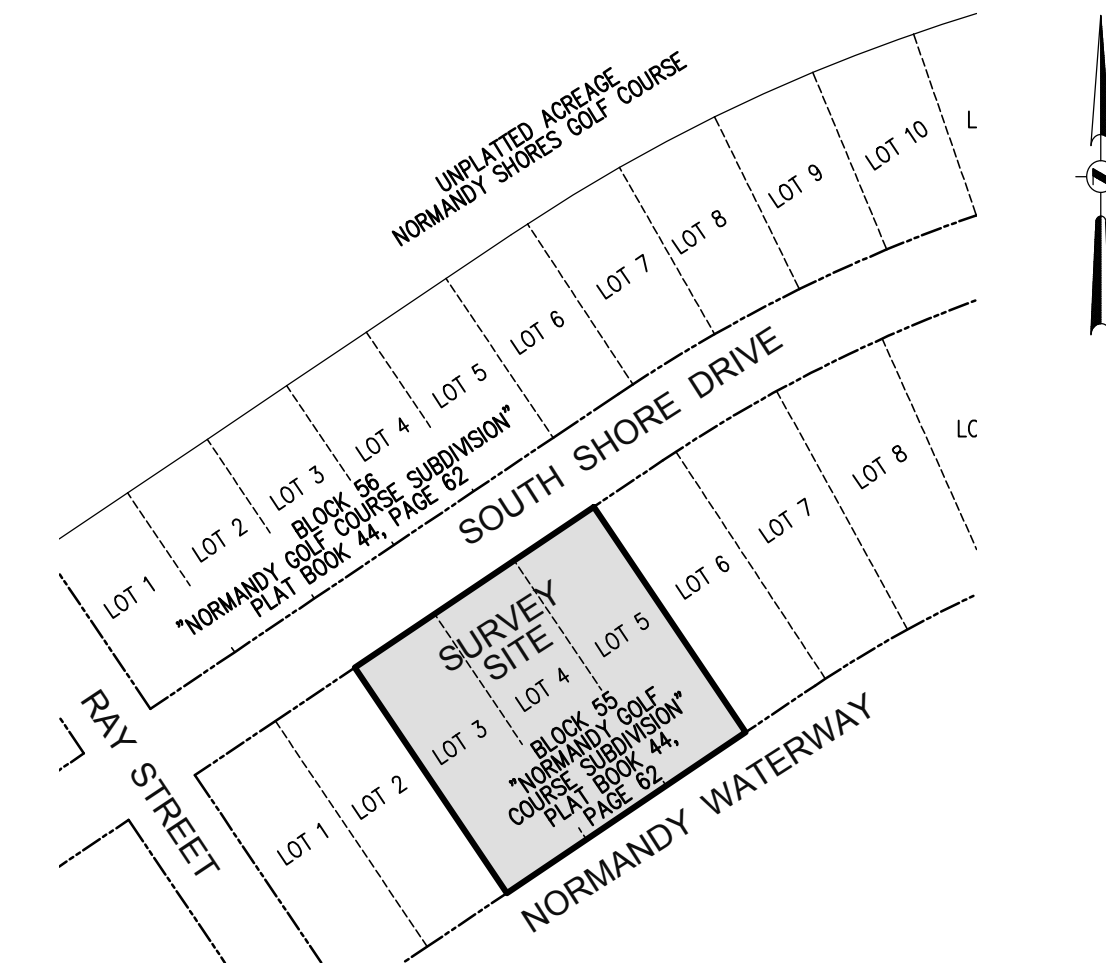 UNPLATTED ACREAGE
NORMANDY SHORES GOLF COURSE
LOT 1
LOT 2
LOT 3
LOT 4
LOT 5
LOT 6
LOT 7
LOT 8
LOT 9
LOT 10
L
BLOCK 56
"NORMANDY GOLF COURSE SUBDIVISION"
PLAT BOOK 44, PAGE 62
SOUTH SHORE DRIVE
RAY STREET
SURVEY
SITE
LOT 1
LOT 2
LOT 3
LOT 4
LOT 5
LOT 6
LOT 7
LOT 8
LO
BLOCK 55
"NORMANDY GOLF
COURSE SUBDIVISION"
PLAT BOOK 44,
PAGE 62
NORMANDY WATERWAY